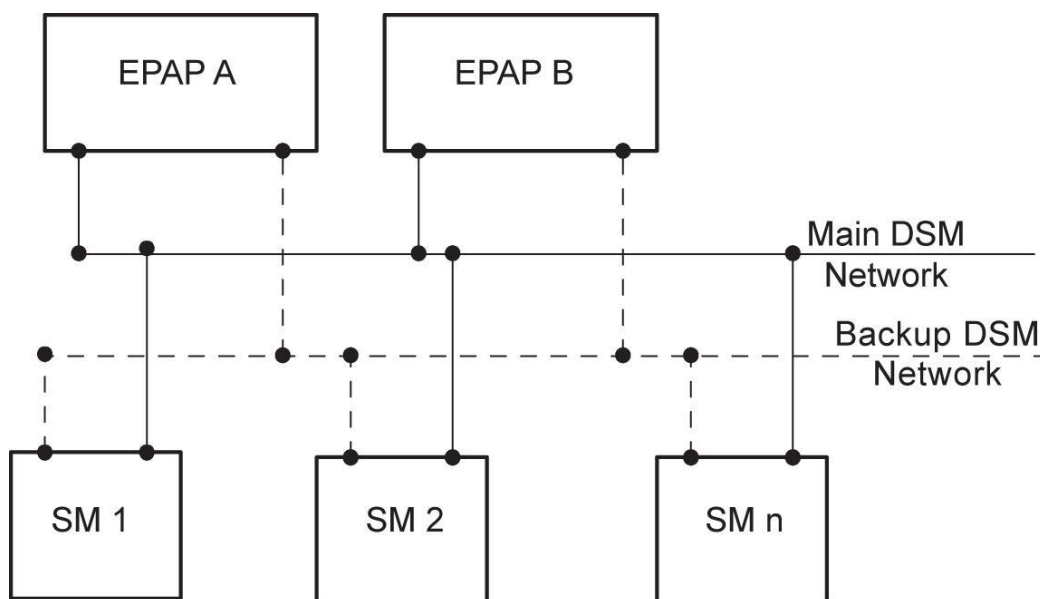 EPAP A
EPAP B
Main DSM
Network
Backup DSM
Network
SM 1
SM 2
SM n